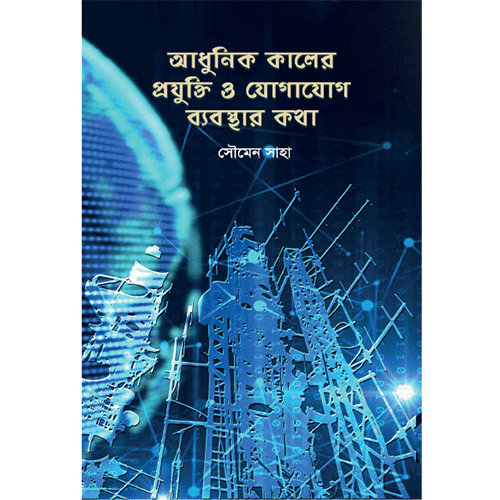 আধুনিক কালের
প্রযুক্তি ও যোগাযোগ
ব্যবস্থার কথা
সৌমেন সাহা